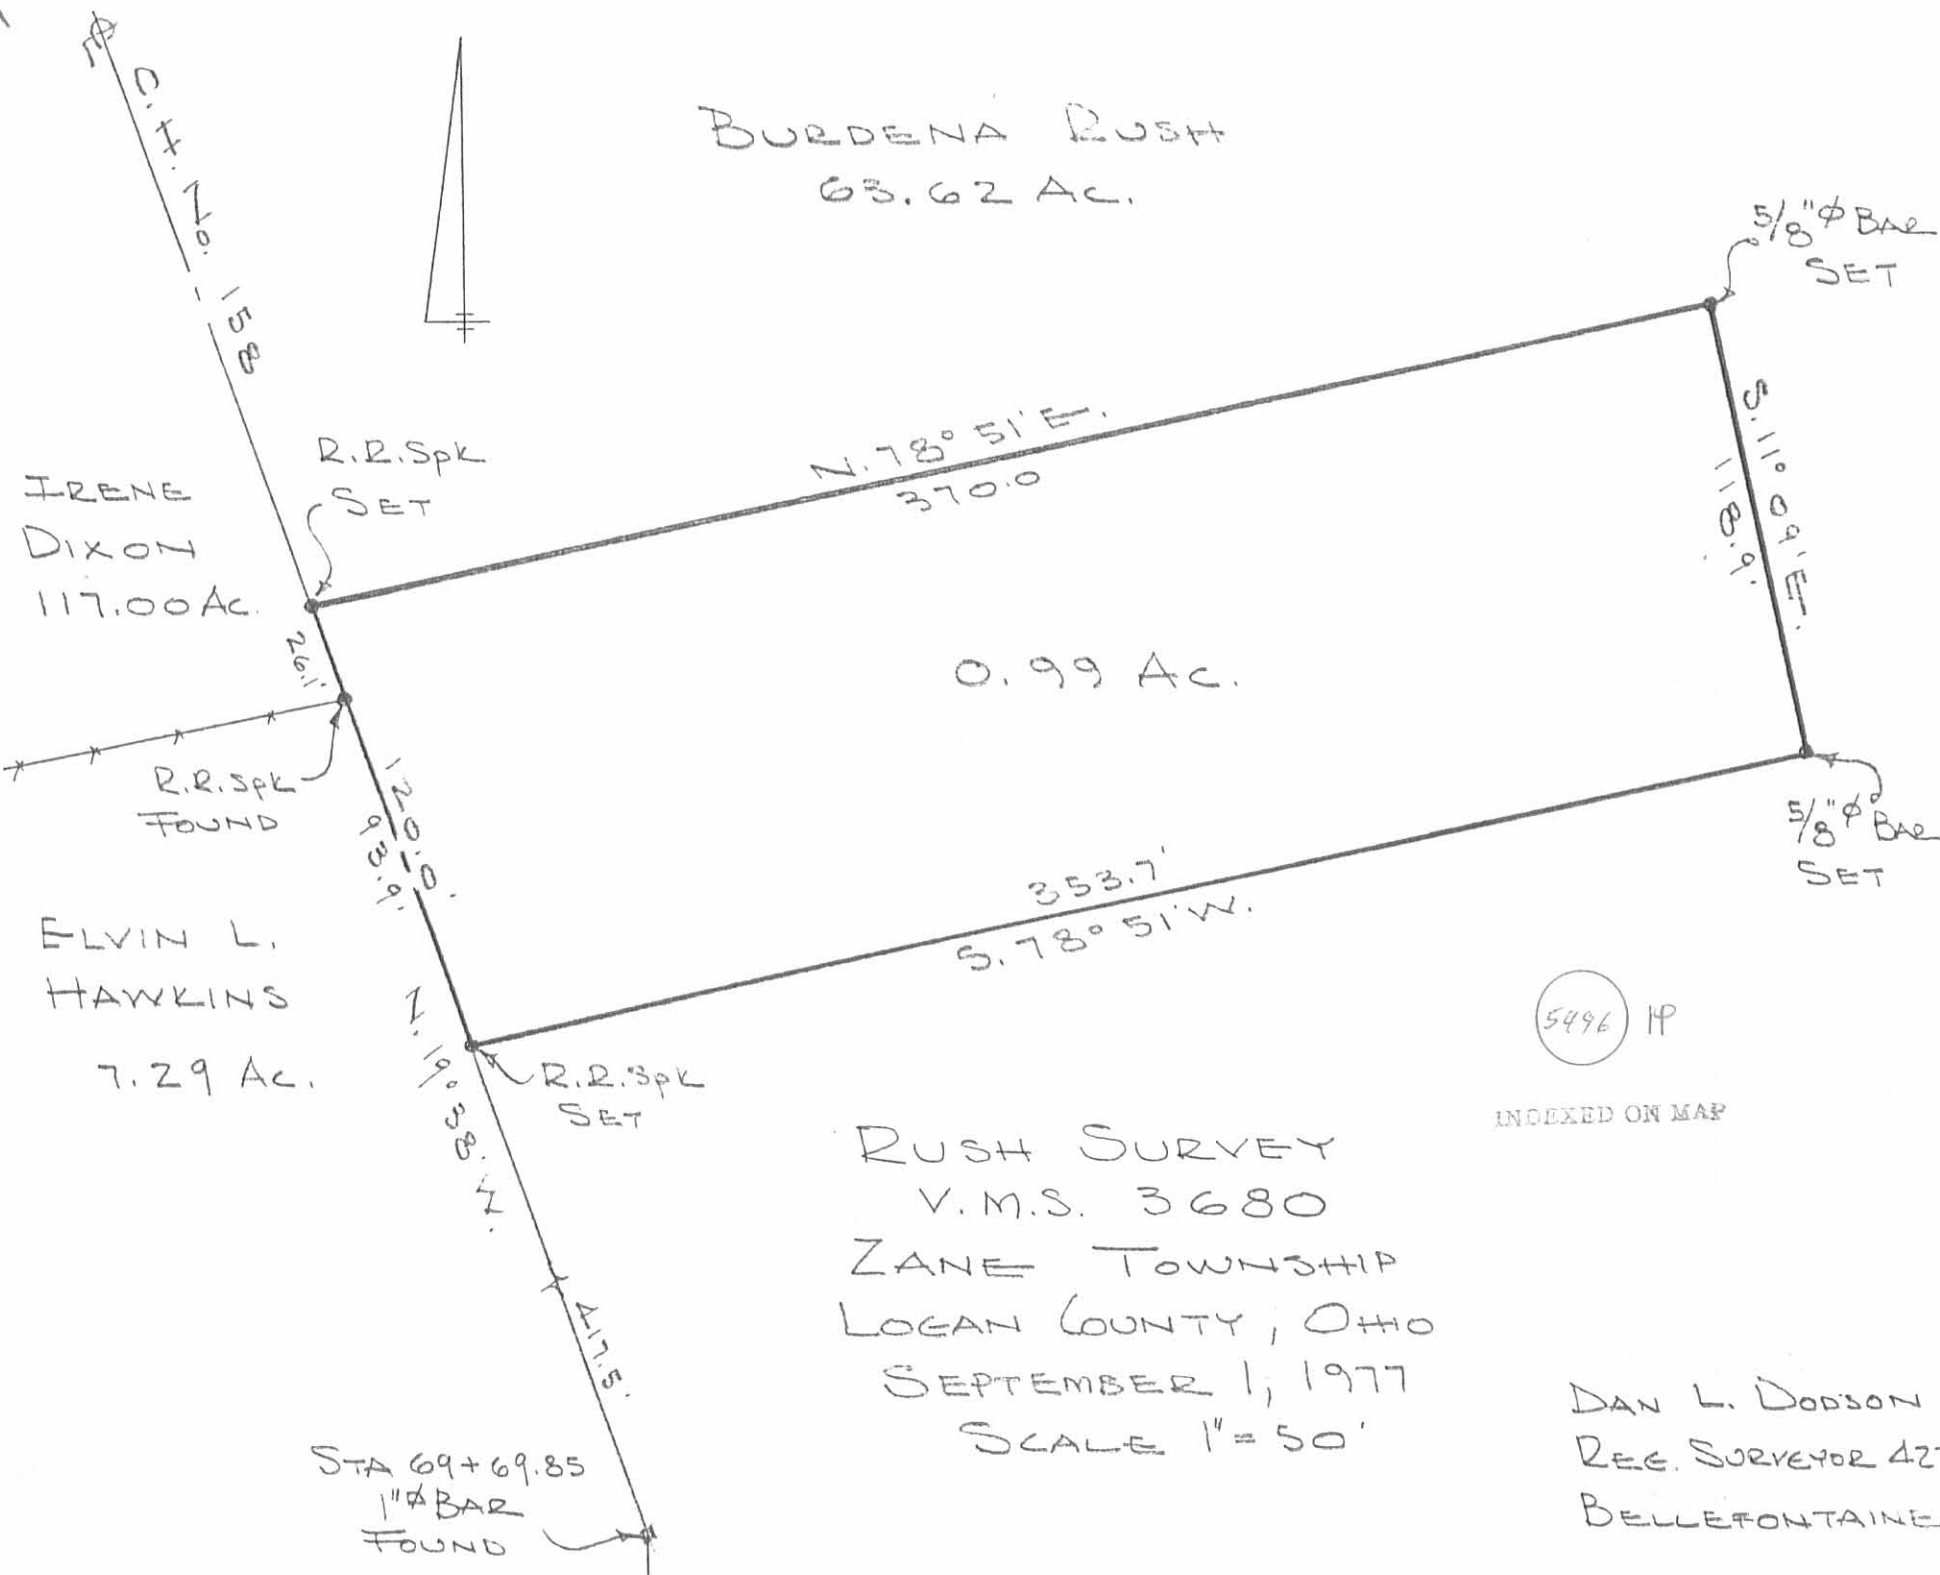 C.H. No. 158
BURDENA RUSH
63.62 AC.
5/8"φ BAR
SET
R.R.SPK
SET
IRENE
DIXON
117.00 AC.
N.78° 51' E.
370.0
S.11° 09' E.
118.9'
26.1'
0.99 AC.
R.R.SPK
FOUND
120.0'
93.9'
5/8"φ BAR
SET
353.7'
S.78° 51' W.
ELVIN L.
HAWKINS
7.29 AC.
N.19° 38' W.
R.R.SPK
SET
5496 HP
INDEXED ON MAP
RUSH SURVEY
V.M.S. 3680
ZANE TOWNSHIP
LOGAN COUNTY, OHIO
SEPTEMBER 1, 1977
SCALE 1"=50'
417.5'
STA 69+69.85
1"φ BAR
FOUND
DAN L. DODSON
REG. SURVEYOR 42
BELLEFONTAINE